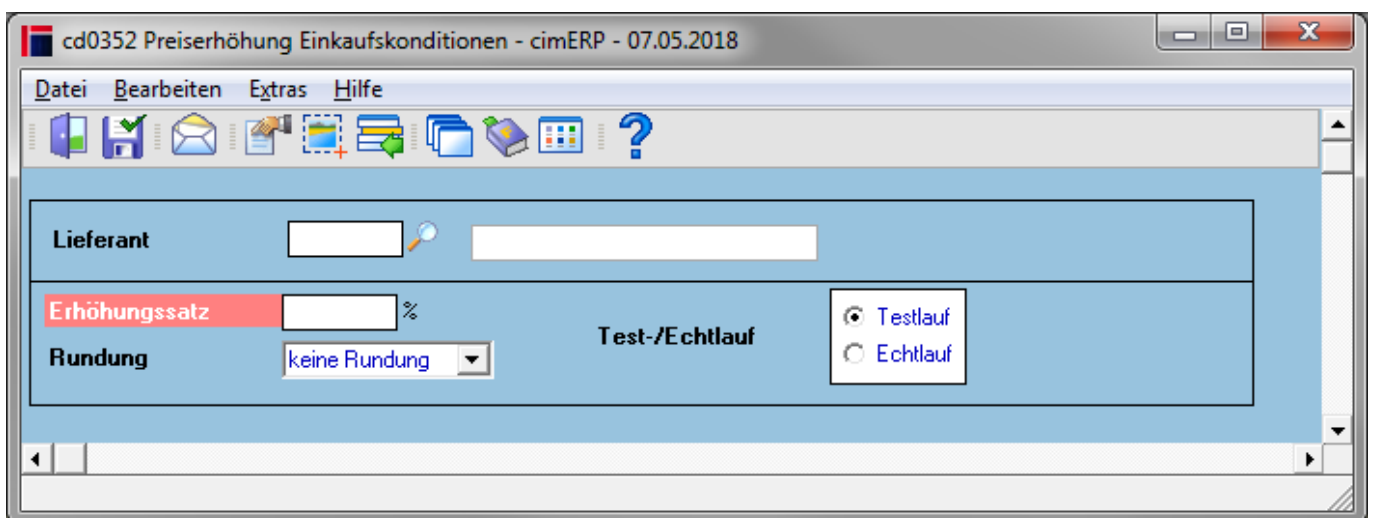 cd0352 Preiserhöhung Einkaufskonditionen - cimERP - 07.05.2018
Datei Bearbeiten Extras Hilfe
Lieferant
Erhöhungssatz %
Rundung keine Rundung
Test-/Echtlauf
Testlauf
Echtlauf